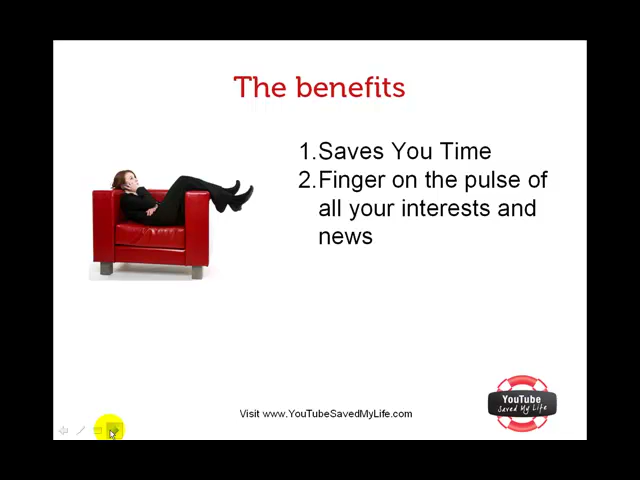 The benefits
1.Saves You Time
2.Finger on the pulse of
all your interests and
news
Visit www.YouTubeSavedMyLife.com
YouTube
Saved My Life